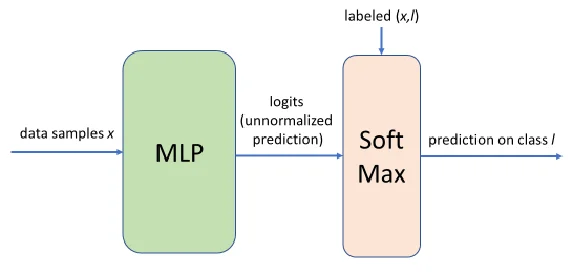 labeled (x,l)
data samples x
MLP
logits
(unnormalized
prediction)
Soft
Max
prediction on class l